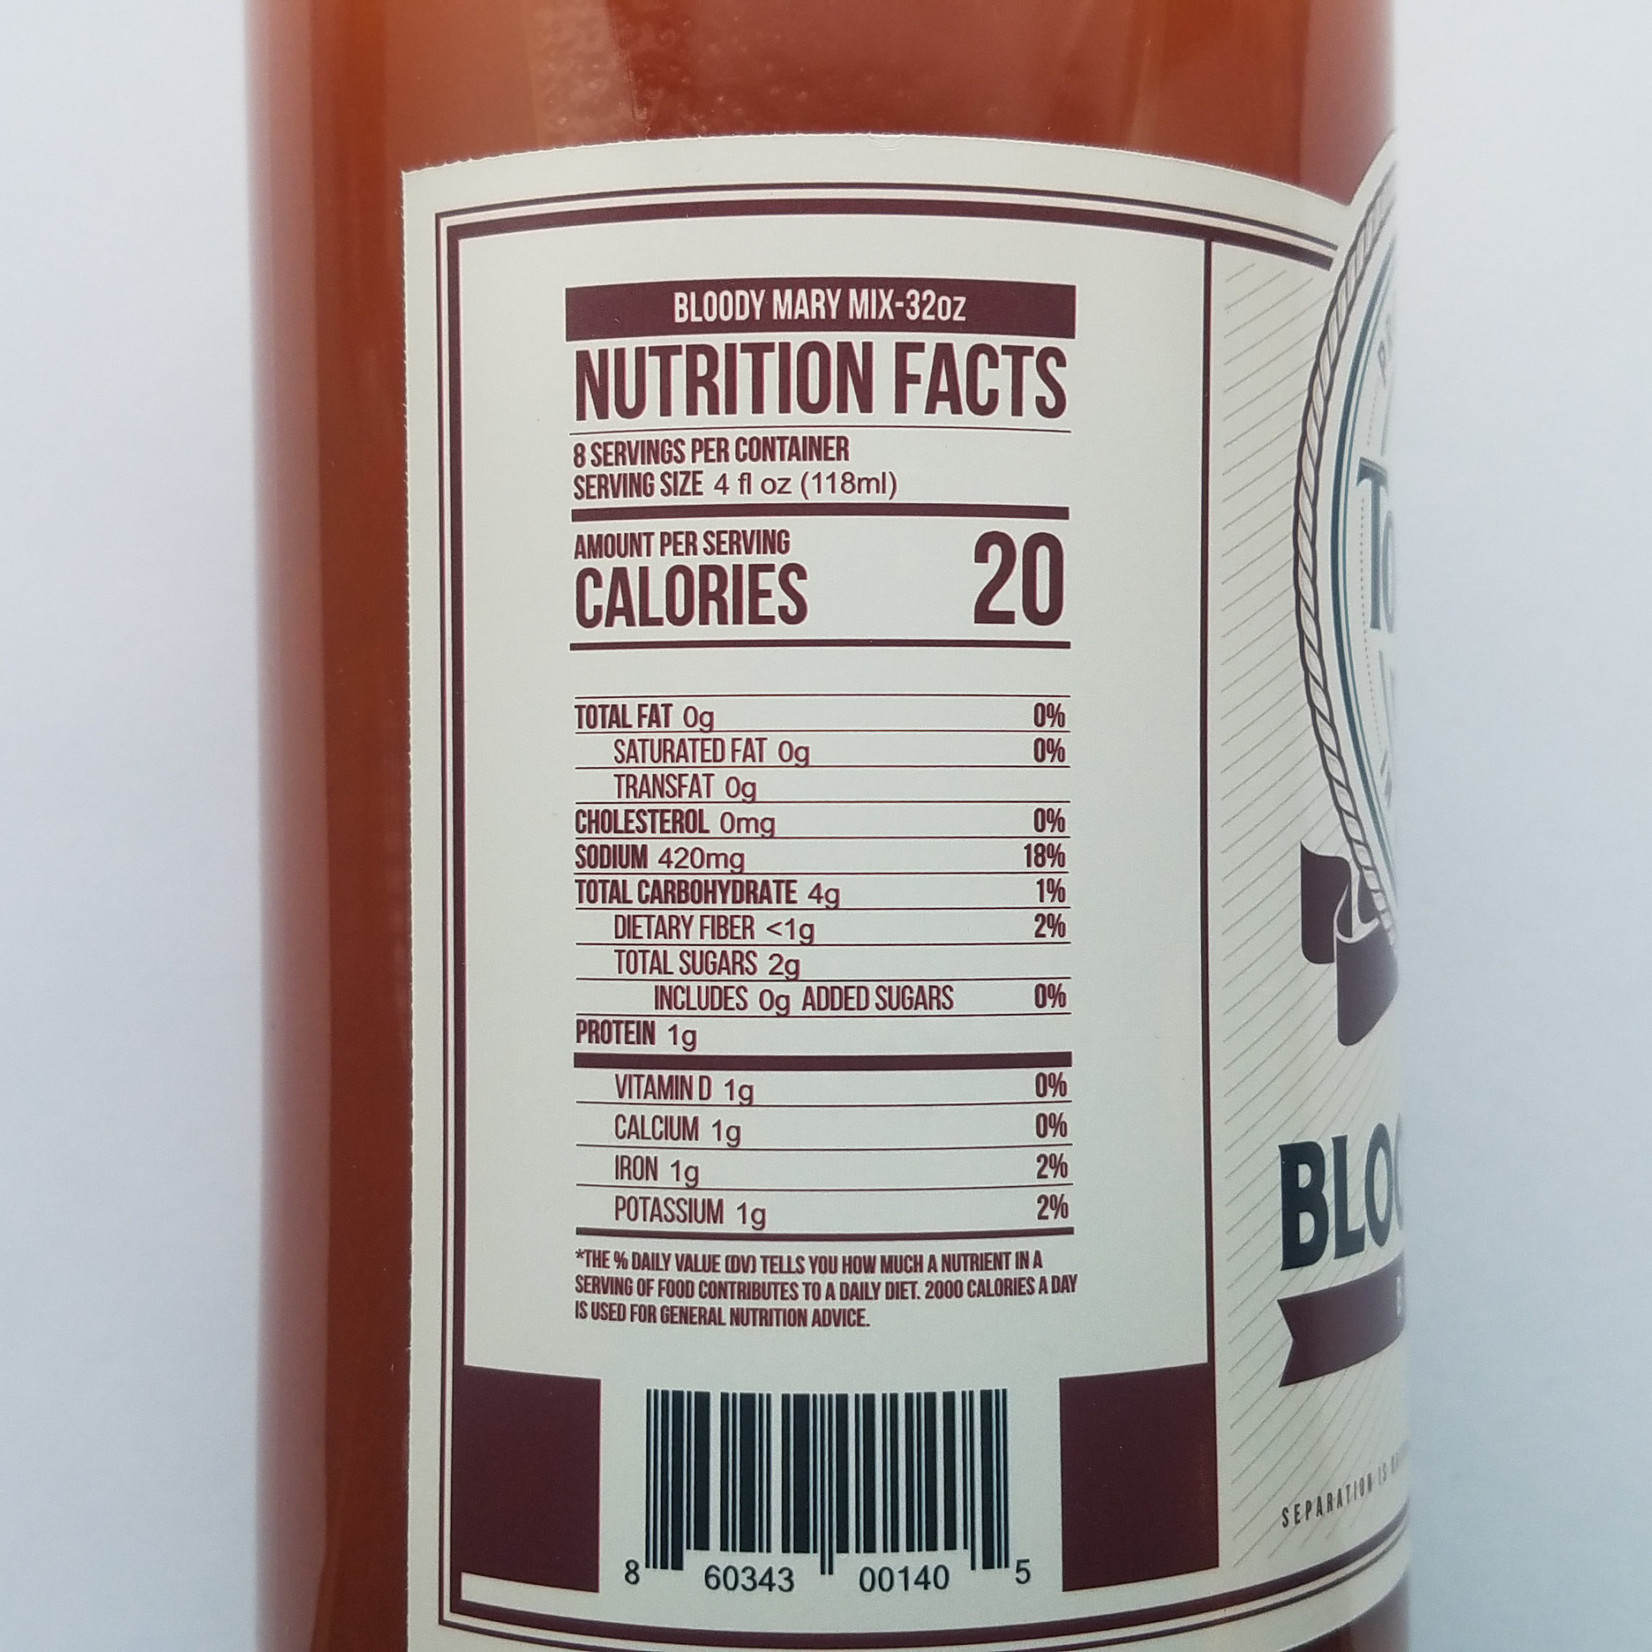 BLOODY MARY MIX-32oz
NUTRITION FACTS
8 SERVINGS PER CONTAINER
SERVING SIZE 4 fl oz (118ml)
AMOUNT PER SERVING
CALORIES 20
TOTAL FAT 0g 0%
SATURATED FAT 0g 0%
TRANSFAT 0g
CHOLESTEROL 0mg 0%
SODIUM 420mg 18%
TOTAL CARBOHYDRATE 4g 1%
DIETARY FIBER <1g 2%
TOTAL SUGARS 2g
INCLUDES 0g ADDED SUGARS 0%
PROTEIN 1g
VITAMIN D 1g 0%
CALCIUM 1g 0%
IRON 1g 2%
POTASSIUM 1g 2%
*THE % DAILY VALUE (DV) TELLS YOU HOW MUCH A NUTRIENT IN A
SERVING OF FOOD CONTRIBUTES TO A DAILY DIET. 2000 CALORIES A DAY
IS USED FOR GENERAL NUTRITION ADVICE.
8 60343 00140 5
BLOO
SEPARATION IS